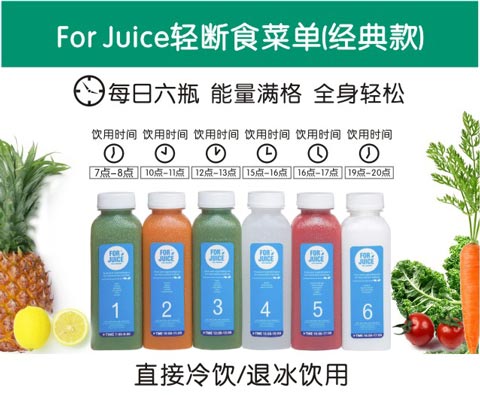 For Juice轻断食菜单(经典款)
每日六瓶 能量满格 全身轻松
饮用时间 饮用时间 饮用时间 饮用时间 饮用时间 饮用时间
7点-8点 10点-11点 12点-13点 15点-16点 16点-17点 19点-20点
FOR JUICE
1
FOR JUICE
2
FOR JUICE
3
FOR JUICE
4
FOR JUICE
5
FOR JUICE
6
直接冷饮/退冰饮用